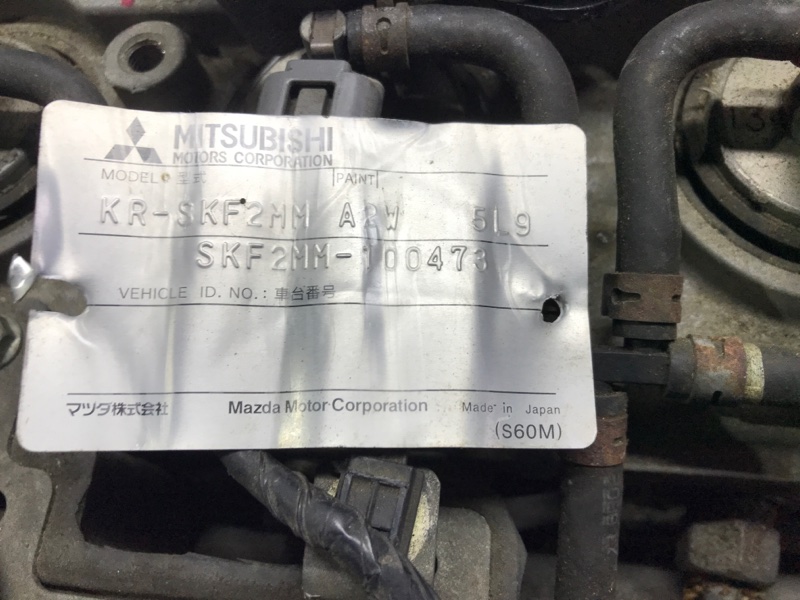 MITSUBISHI
MOTORS CORPORATION
MODEL 型式 PAINT
KR-SKF2MM A2W 5L9
SKF2MM-100473
VEHICLE ID. NO.: 車台番号
マツダ株式会社 Mazda Motor Corporation Made in Japan
(S60M)